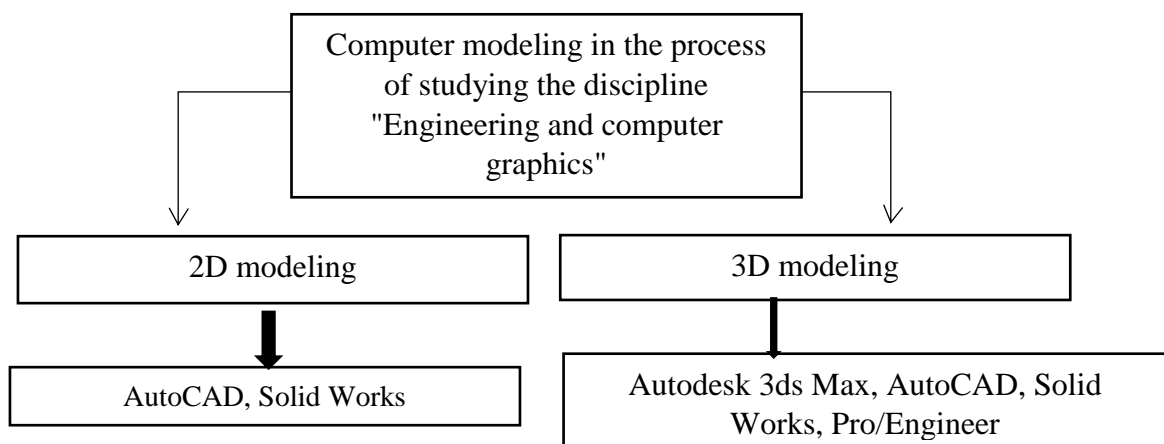 Computer modeling in the process
of studying the discipline
"Engineering and computer
graphics"
2D modeling
3D modeling
AutoCAD, Solid Works
Autodesk 3ds Max, AutoCAD, Solid
Works, Pro/Engineer